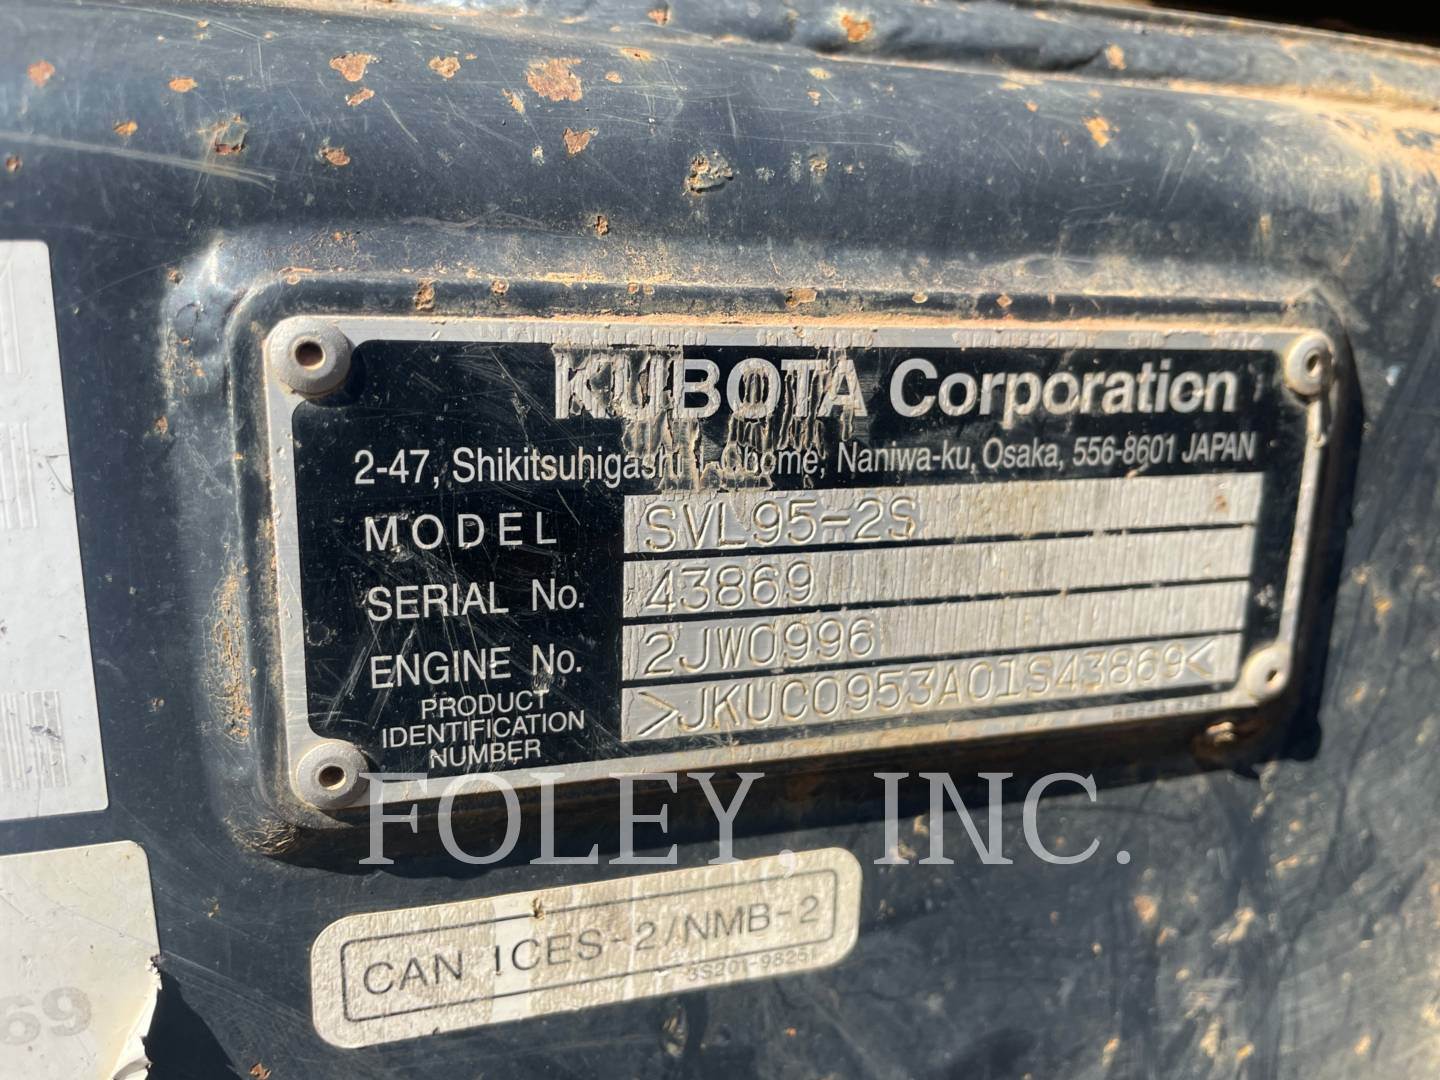 KUBOTA Corporation
2-47, Shikitsuhigashi 1-Chome, Naniwa-ku, Osaka, 556-8601 JAPAN
MODEL SVL95-2S
SERIAL No. 43869
ENGINE No. 2JW0996
PRODUCT
IDENTIFICATION
NUMBER
>JKUC0953A01S43869<
FOLEY, INC.
CAN ICES-2/NMB-2
69